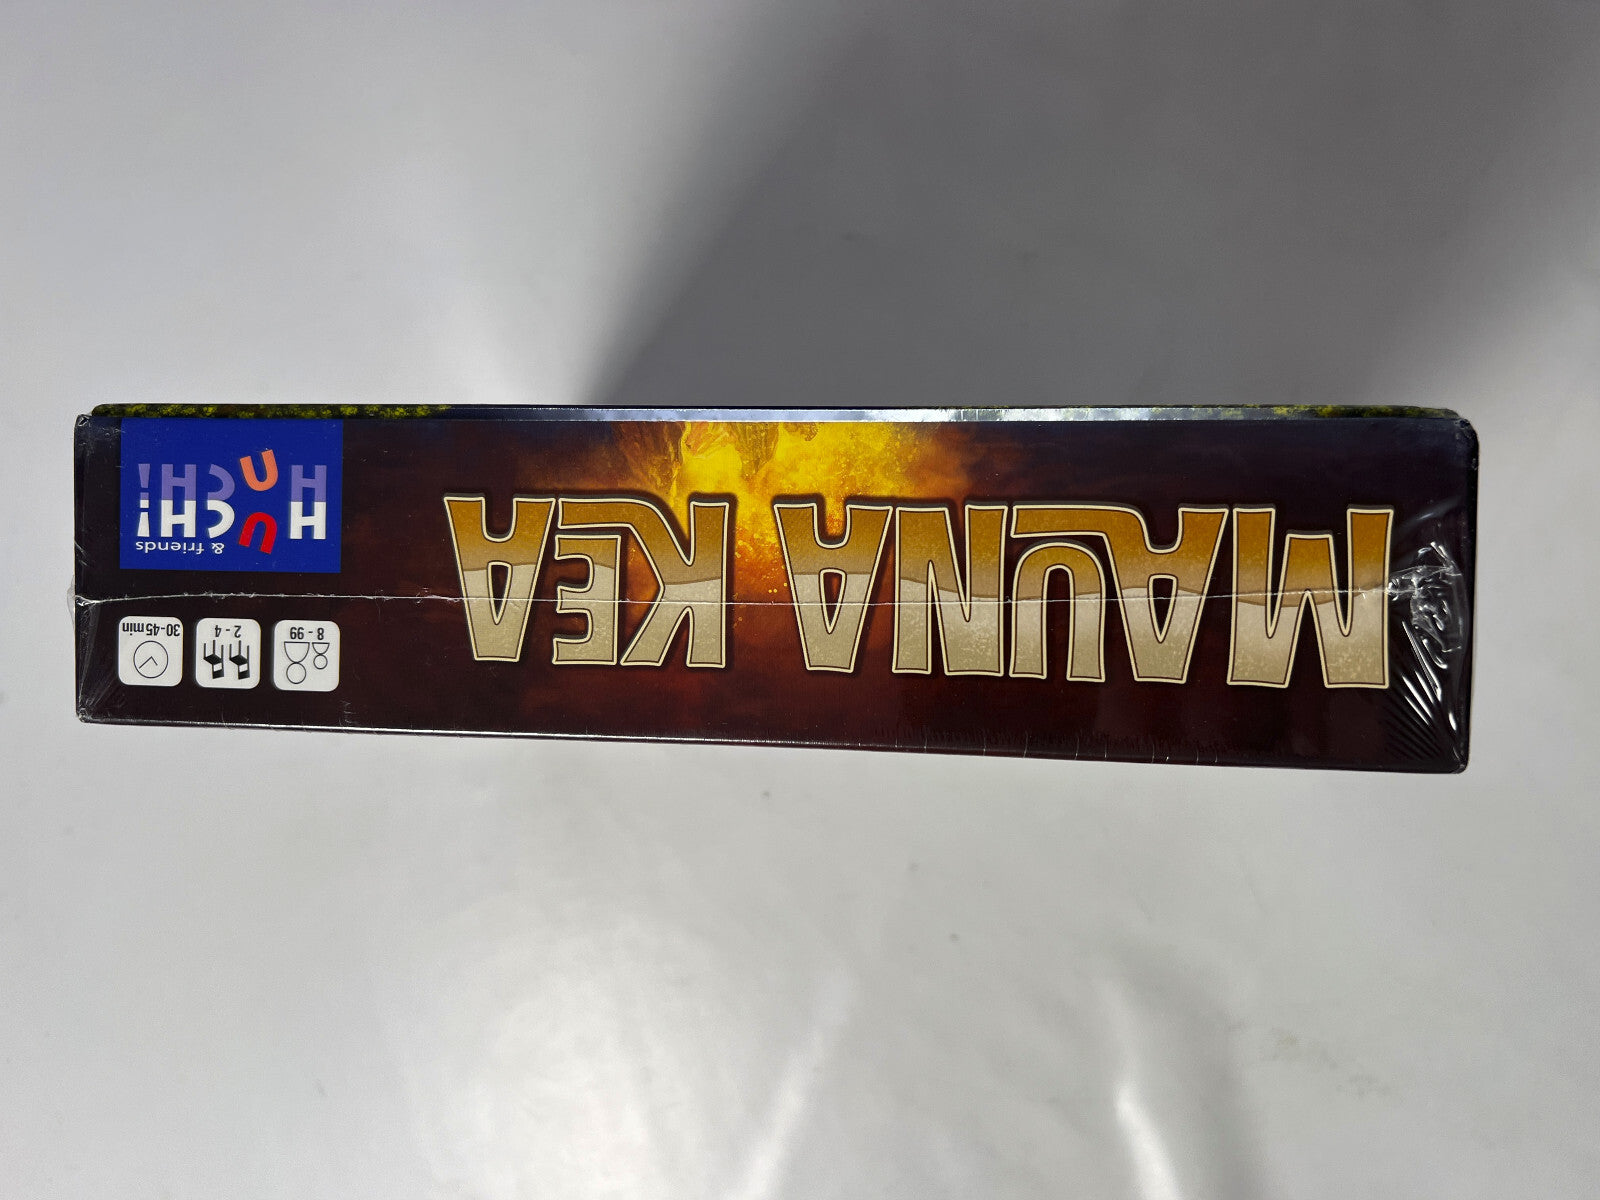 MAUNA KEA
HUCH!
& friends
8 - 99
2 - 4
30-45 min